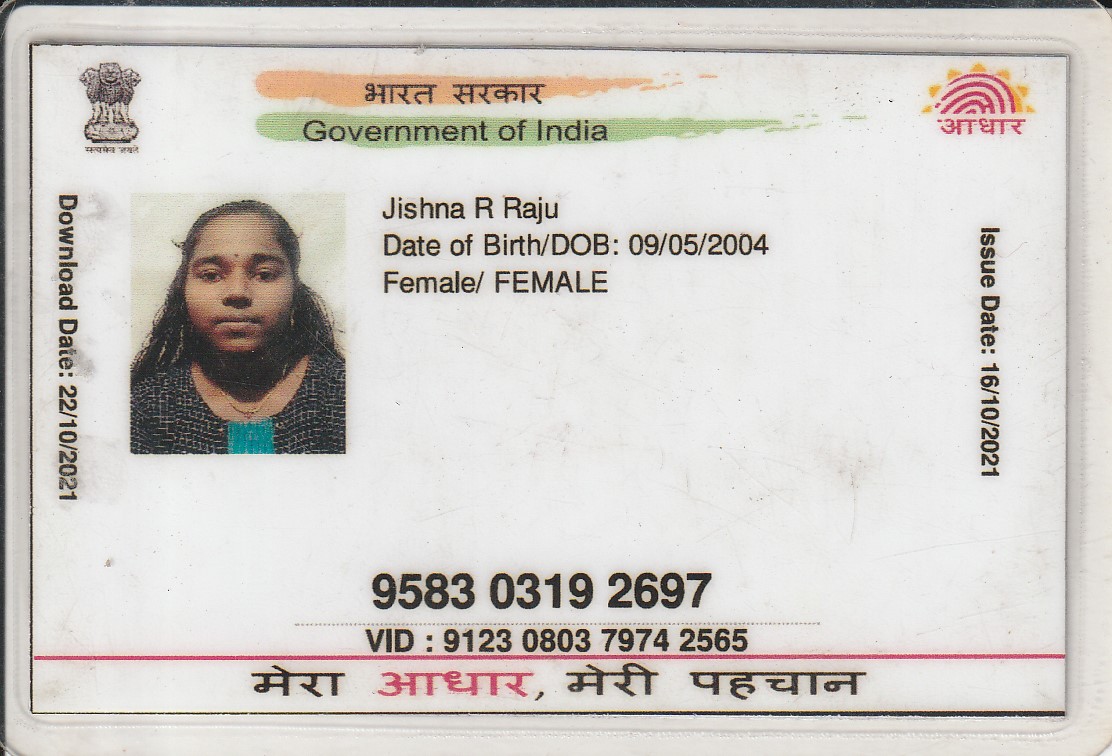 भारत सरकार
Government of India
सत्यमेव जयते
आधार
Download Date: 22/10/2021
Jishna R Raju
Date of Birth/DOB: 09/05/2004
Female/ FEMALE
Issue Date: 16/10/2021
9583 0319 2697
VID : 9123 0803 7974 2565
मेरा आधार, मेरी पहचान